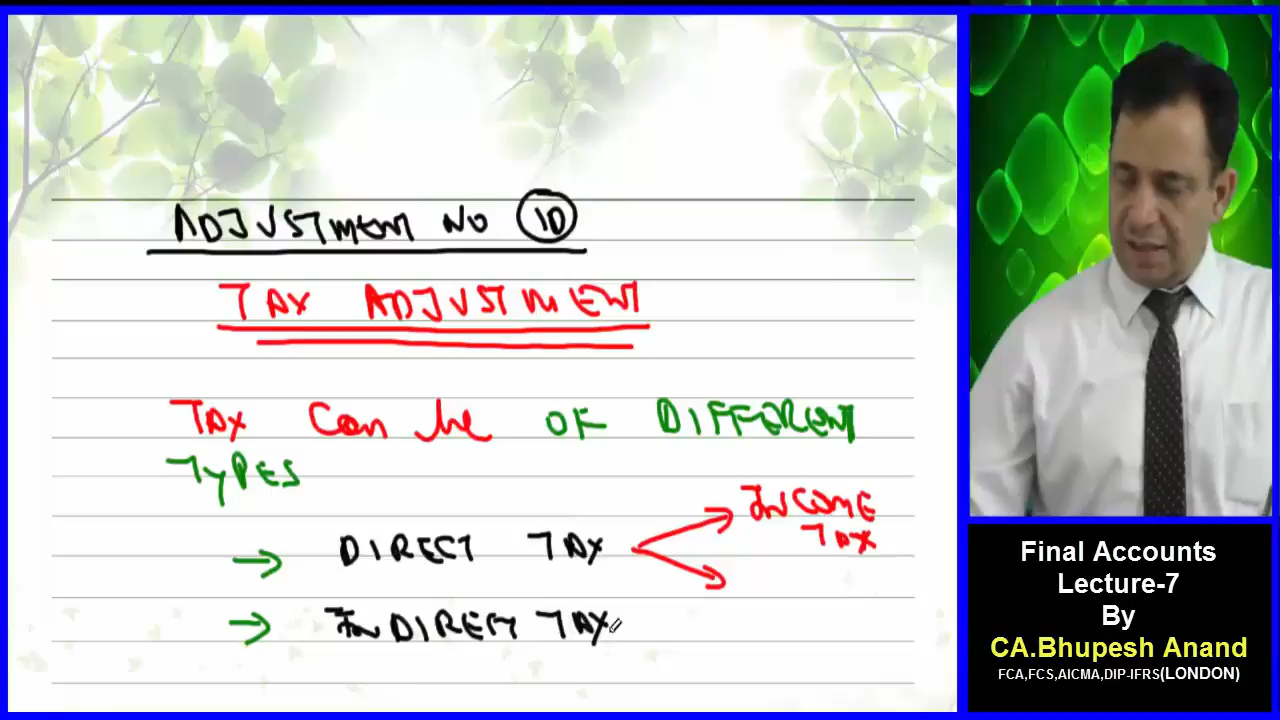 ADJUSTMENT NO 10
TAX ADJUSTMENT
TAX Can be OF DIFFERENT
TYPES
→ DIRECT TAX
INCOME
TAX
→ INDIRECT TAX
Final Accounts
Lecture-7
By
CA.Bhupesh Anand
FCA,FCS,AICMA,DIP-IFRS(LONDON)